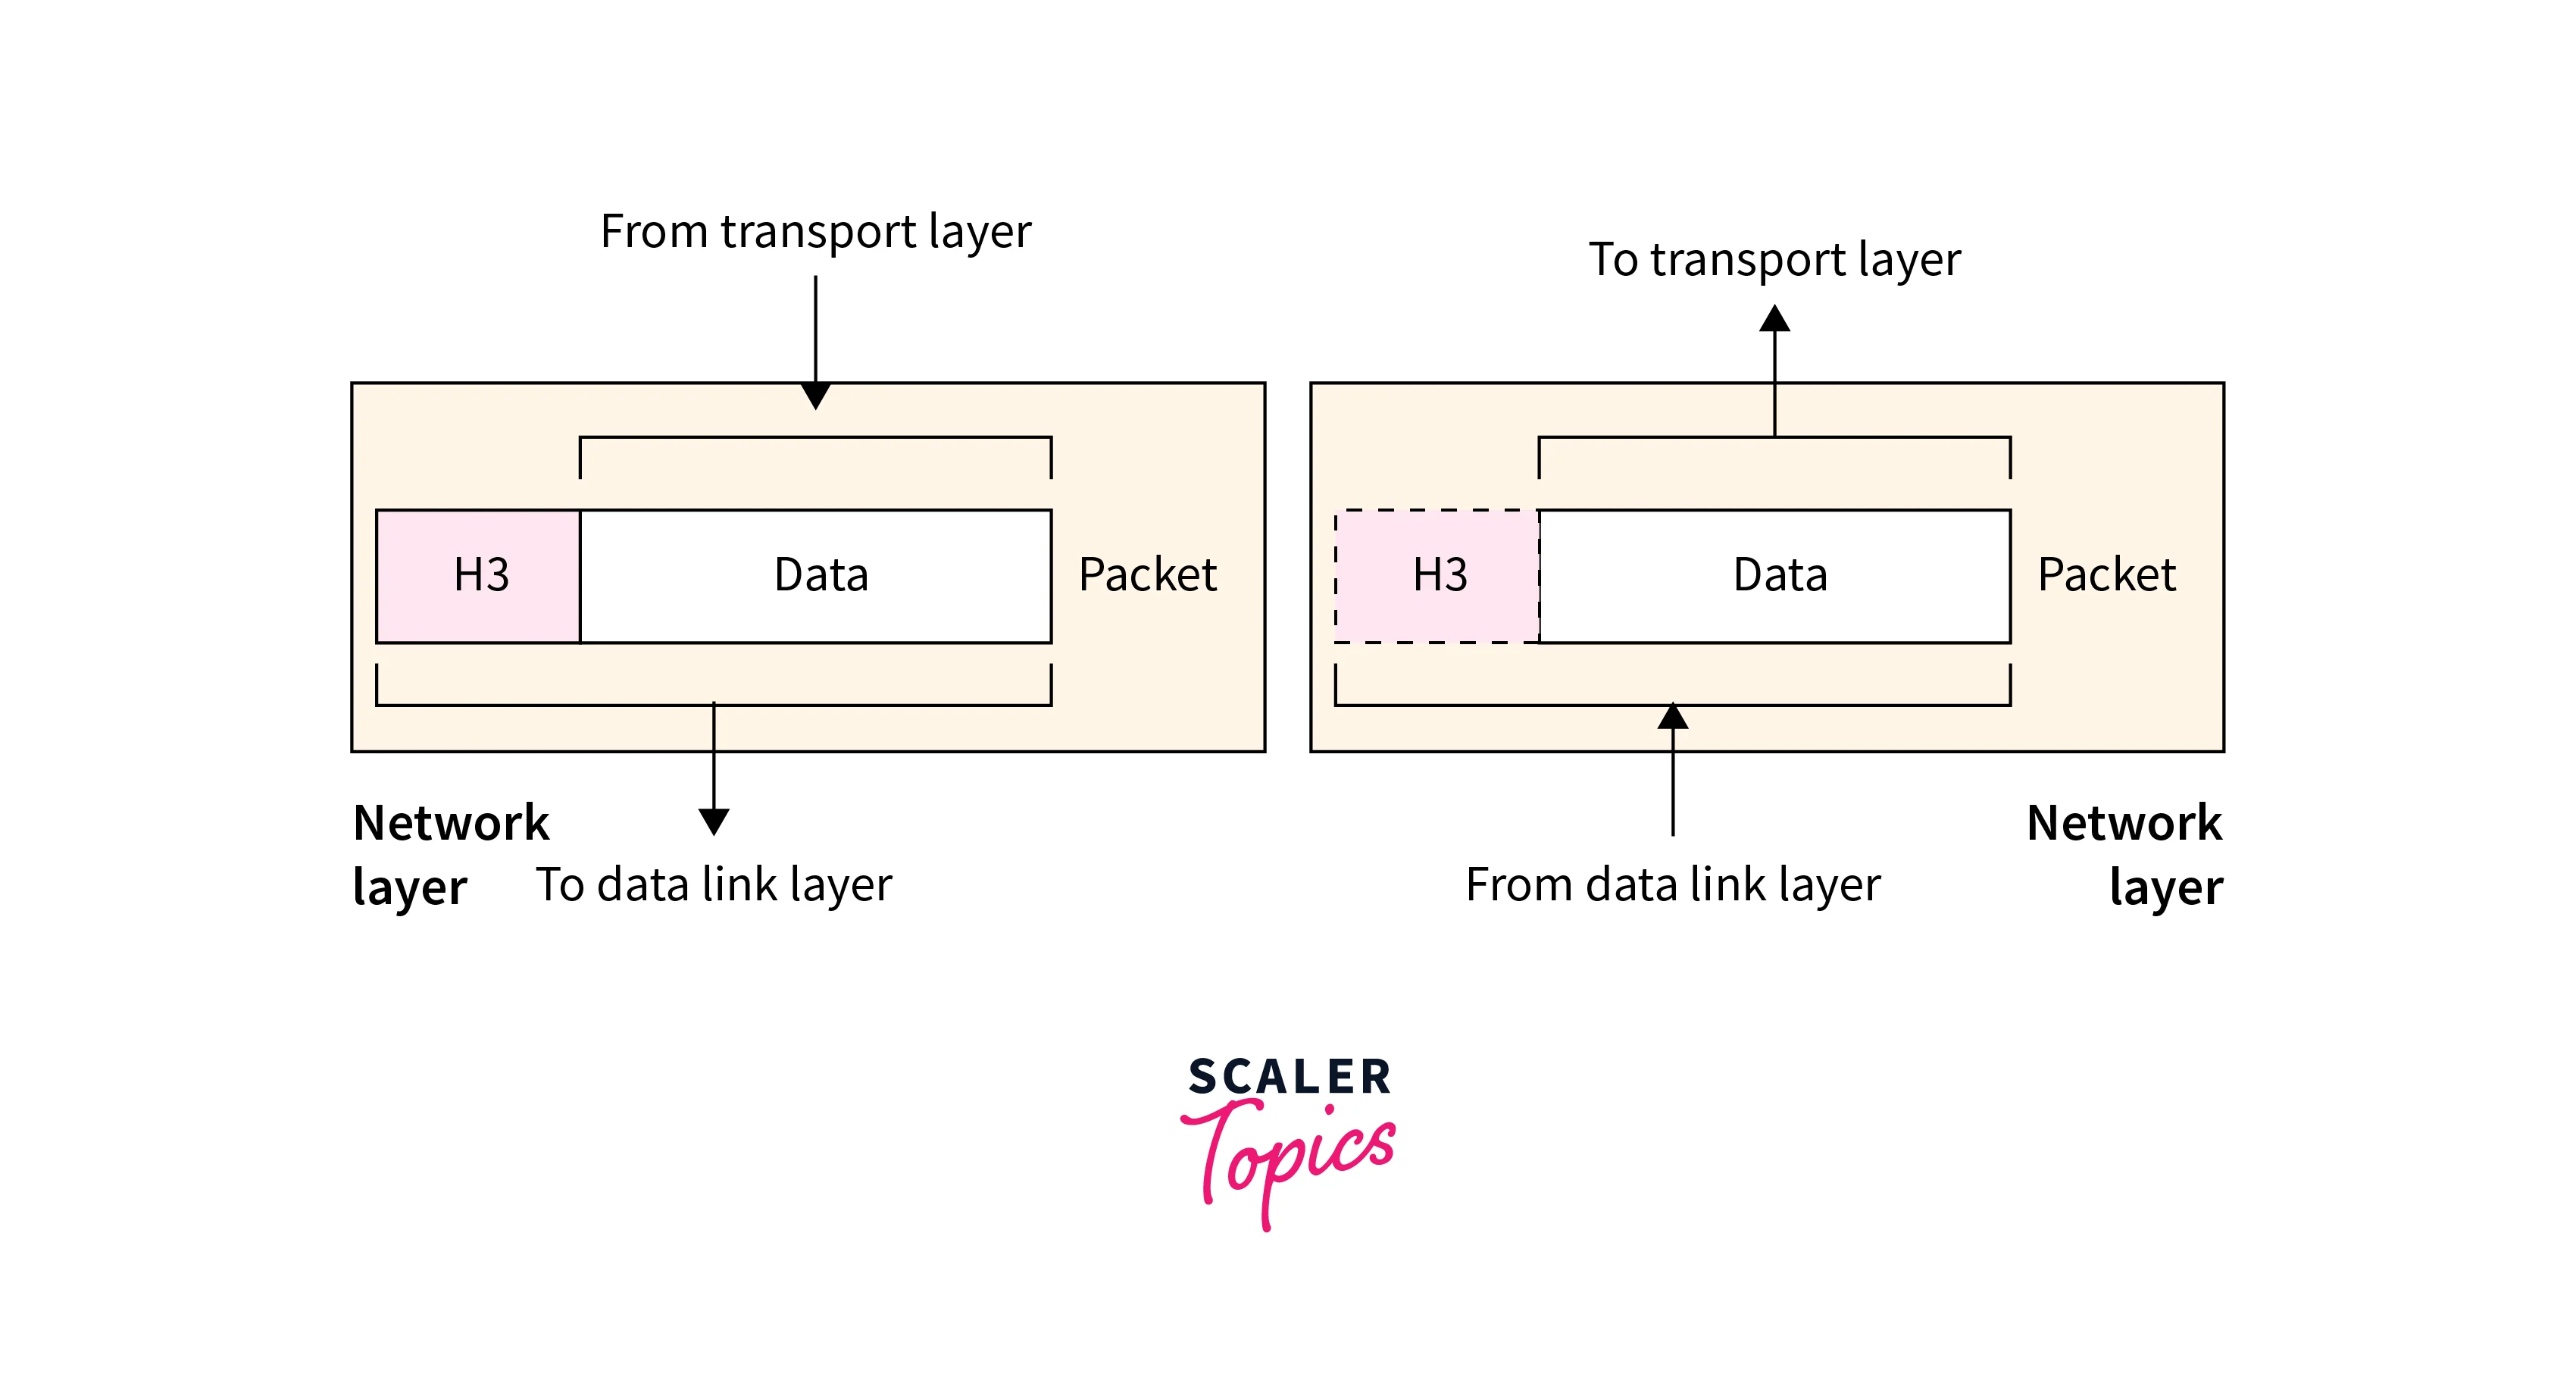 From transport layer
To transport layer
H3
Data
Packet
H3
Data
Packet
Network
layer
To data link layer
From data link layer
Network
layer
SCALER
Topics